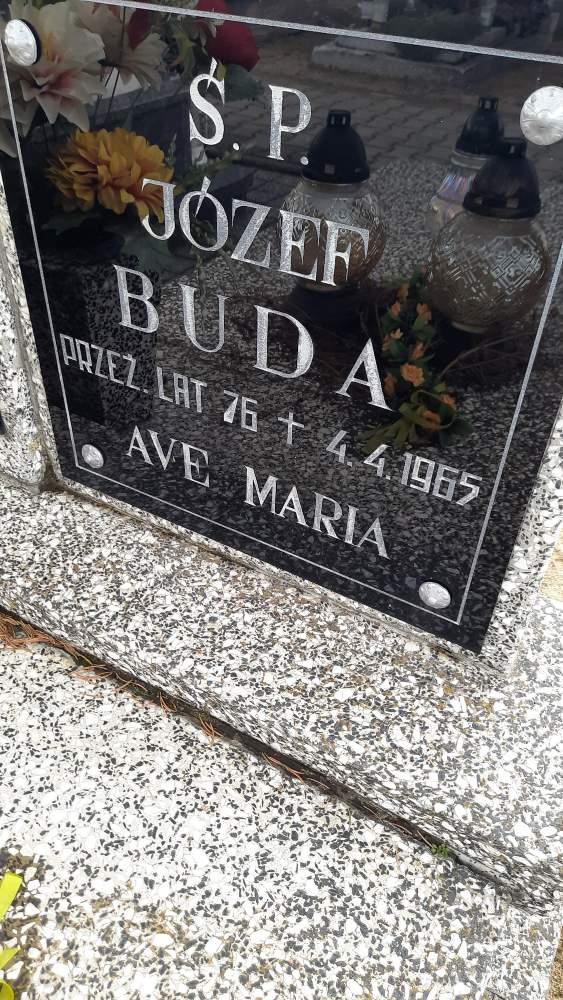 Ś. P.
JÓZEF
BUDA
PRZEŻ. LAT 76 ✝ 4.4.1965
AVE MARIA